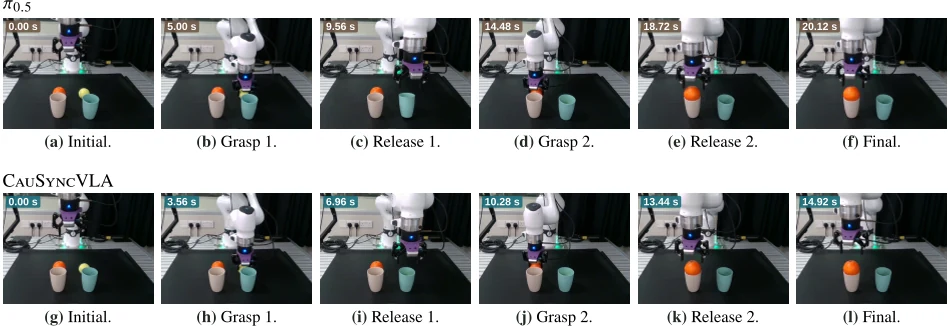 π0.5
0.00 s 5.00 s 9.56 s 14.48 s 18.72 s 20.12 s
(a) Initial. (b) Grasp 1. (c) Release 1. (d) Grasp 2. (e) Release 2. (f) Final.
CAUSYNCVLA
0.00 s 3.56 s 6.96 s 10.28 s 13.44 s 14.92 s
(g) Initial. (h) Grasp 1. (i) Release 1. (j) Grasp 2. (k) Release 2. (l) Final.